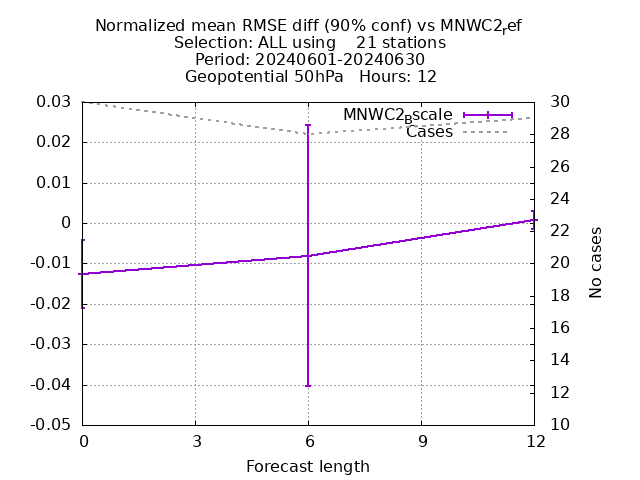 Normalized mean RMSE diff (90% conf) vs MNWC2_ref
Selection: ALL using    21 stations
Period: 20240601-20240630
Geopotential 50hPa   Hours: 12
MNWC2_Bscale
Cases
0.03
0.02
0.01
0
-0.01
-0.02
-0.03
-0.04
-0.05
30
28
26
24
22
20
18
16
14
12
10
No cases
0 3 6 9 12
Forecast length